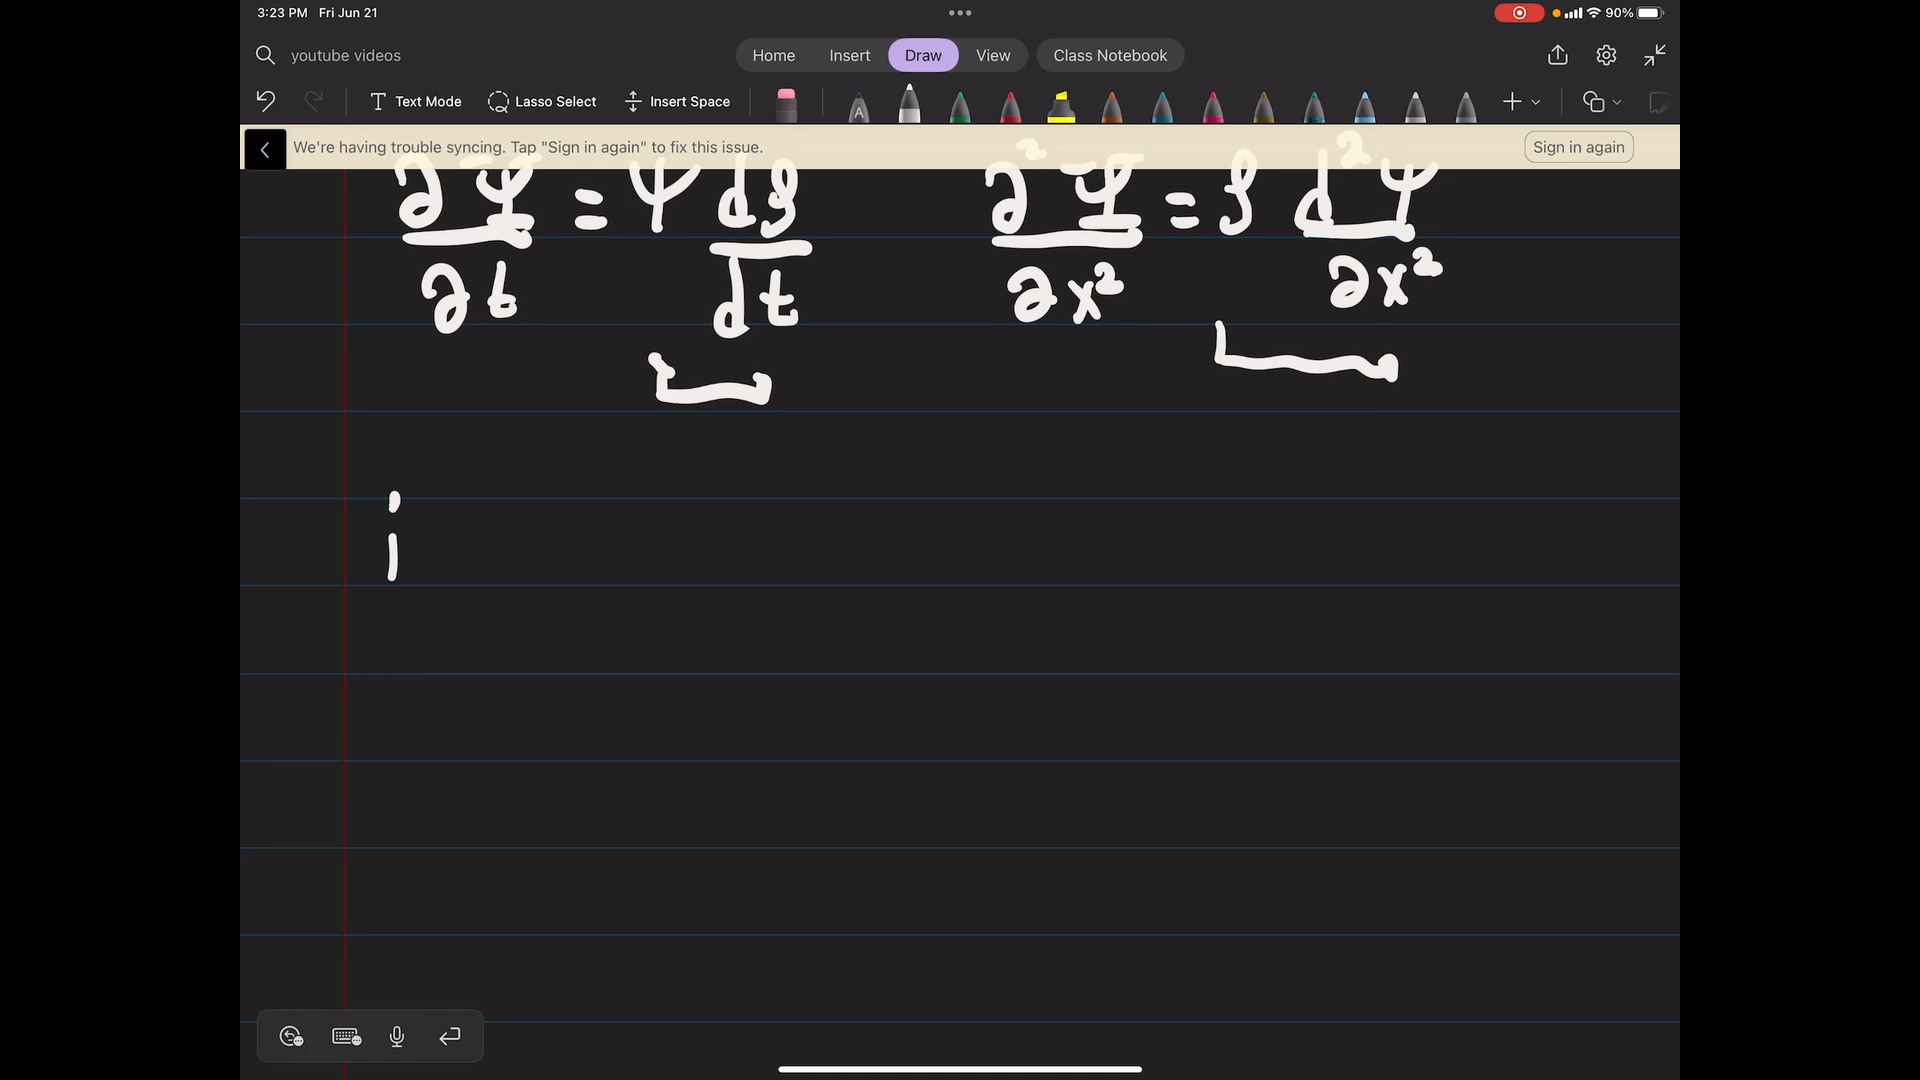 3:23 PM Fri Jun 21
90%
youtube videos
Home Insert Draw View Class Notebook
Text Mode Lasso Select Insert Space
A
We're having trouble syncing. Tap "Sign in again" to fix this issue. Sign in again
∂Ψ/∂t = ψ dφ/dt ∂²Ψ/∂x² = φ d²ψ/∂x²
i